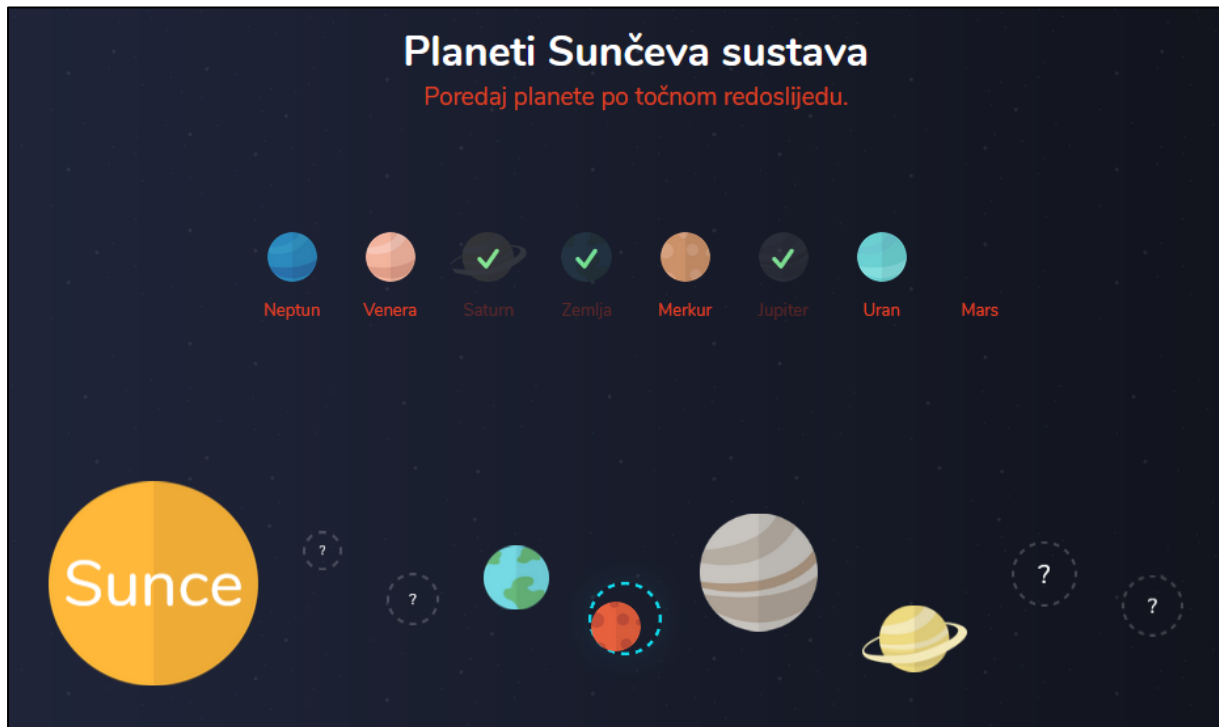 Planeti Sunčeva sustava
Poredaj planete po točnom redoslijedu.
Neptun Venera Saturn Zemlja Merkur Jupiter Uran Mars
Sunce
?
?
?
?